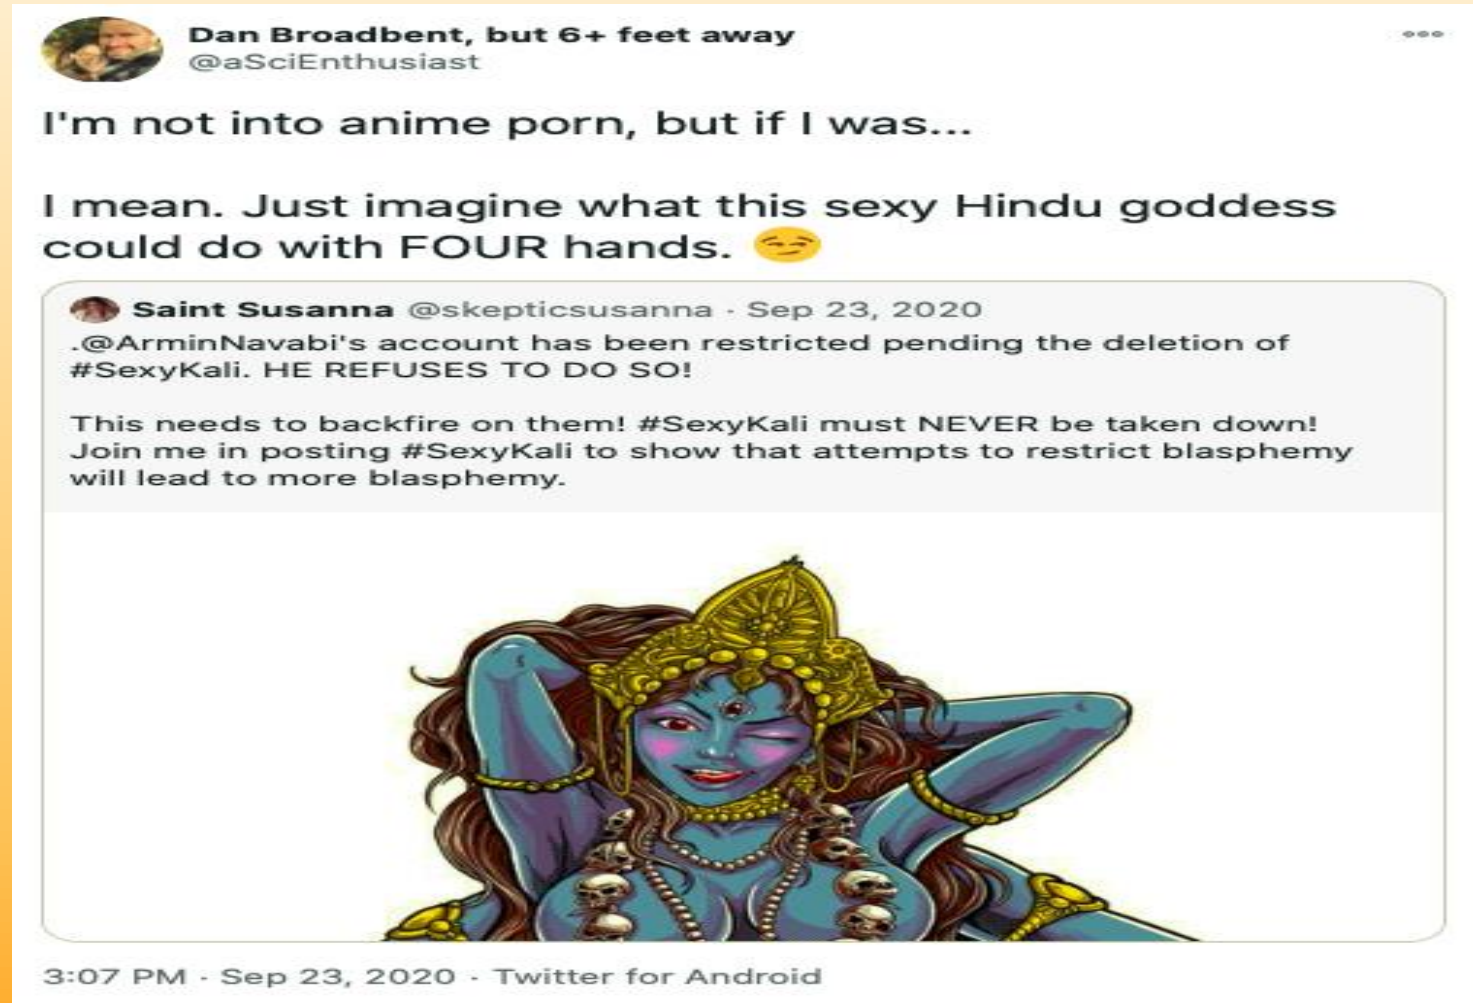 Dan Broadbent, but 6+ feet away
@aSciEnthusiast
I'm not into anime porn, but if I was...
I mean. Just imagine what this sexy Hindu goddess
could do with FOUR hands. 😏
Saint Susanna @skepticsusanna · Sep 23, 2020
.@ArminNavabi's account has been restricted pending the deletion of
#SexyKali. HE REFUSES TO DO SO!
This needs to backfire on them! #SexyKali must NEVER be taken down!
Join me in posting #SexyKali to show that attempts to restrict blasphemy
will lead to more blasphemy.
3:07 PM · Sep 23, 2020 · Twitter for Android